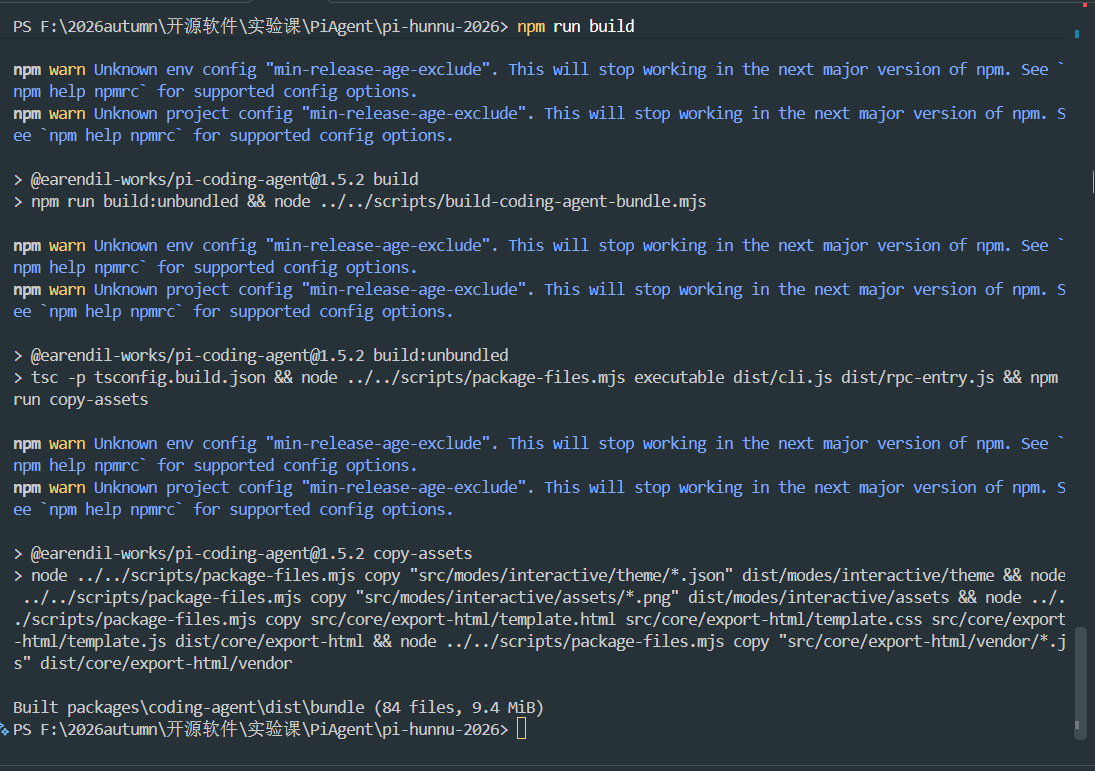 PS F:\2026autumn\开源软件\实验课\PiAgent\pi-hunnu-2026> npm run build
npm warn Unknown env config "min-release-age-exclude". This will stop working in the next major version of npm. See `
npm help npmrc` for supported config options.
npm warn Unknown project config "min-release-age-exclude". This will stop working in the next major version of npm. S
ee `npm help npmrc` for supported config options.
> @earendil-works/pi-coding-agent@1.5.2 build
> npm run build:unbundled && node ../../scripts/build-coding-agent-bundle.mjs
npm warn Unknown env config "min-release-age-exclude". This will stop working in the next major version of npm. See `
npm help npmrc` for supported config options.
npm warn Unknown project config "min-release-age-exclude". This will stop working in the next major version of npm. S
ee `npm help npmrc` for supported config options.
> @earendil-works/pi-coding-agent@1.5.2 build:unbundled
> tsc -p tsconfig.build.json && node ../../scripts/package-files.mjs executable dist/cli.js dist/rpc-entry.js && npm
run copy-assets
npm warn Unknown env config "min-release-age-exclude". This will stop working in the next major version of npm. See `
npm help npmrc` for supported config options.
npm warn Unknown project config "min-release-age-exclude". This will stop working in the next major version of npm. S
ee `npm help npmrc` for supported config options.
> @earendil-works/pi-coding-agent@1.5.2 copy-assets
> node ../../scripts/package-files.mjs copy "src/modes/interactive/theme/*.json" dist/modes/interactive/theme && node
 ../../scripts/package-files.mjs copy "src/modes/interactive/assets/*.png" dist/modes/interactive/assets && node ../.
./scripts/package-files.mjs copy src/core/export-html/template.html src/core/export-html/template.css src/core/export
-html/template.js dist/core/export-html && node ../../scripts/package-files.mjs copy "src/core/export-html/vendor/*.j
s" dist/core/export-html/vendor
Built packages\coding-agent\dist\bundle (84 files, 9.4 MiB)
PS F:\2026autumn\开源软件\实验课\PiAgent\pi-hunnu-2026>